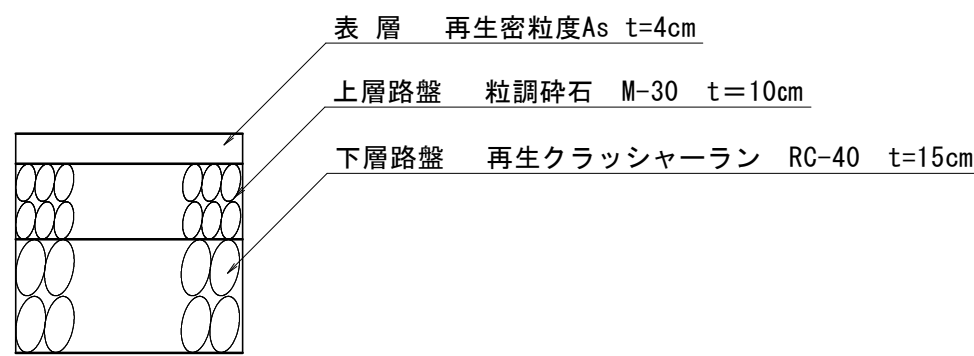 表 層　再生密粒度As t=4cm
上層路盤　粒調砕石　M-30　t＝10cm
下層路盤　再生クラッシャーラン　RC-40　t=15cm